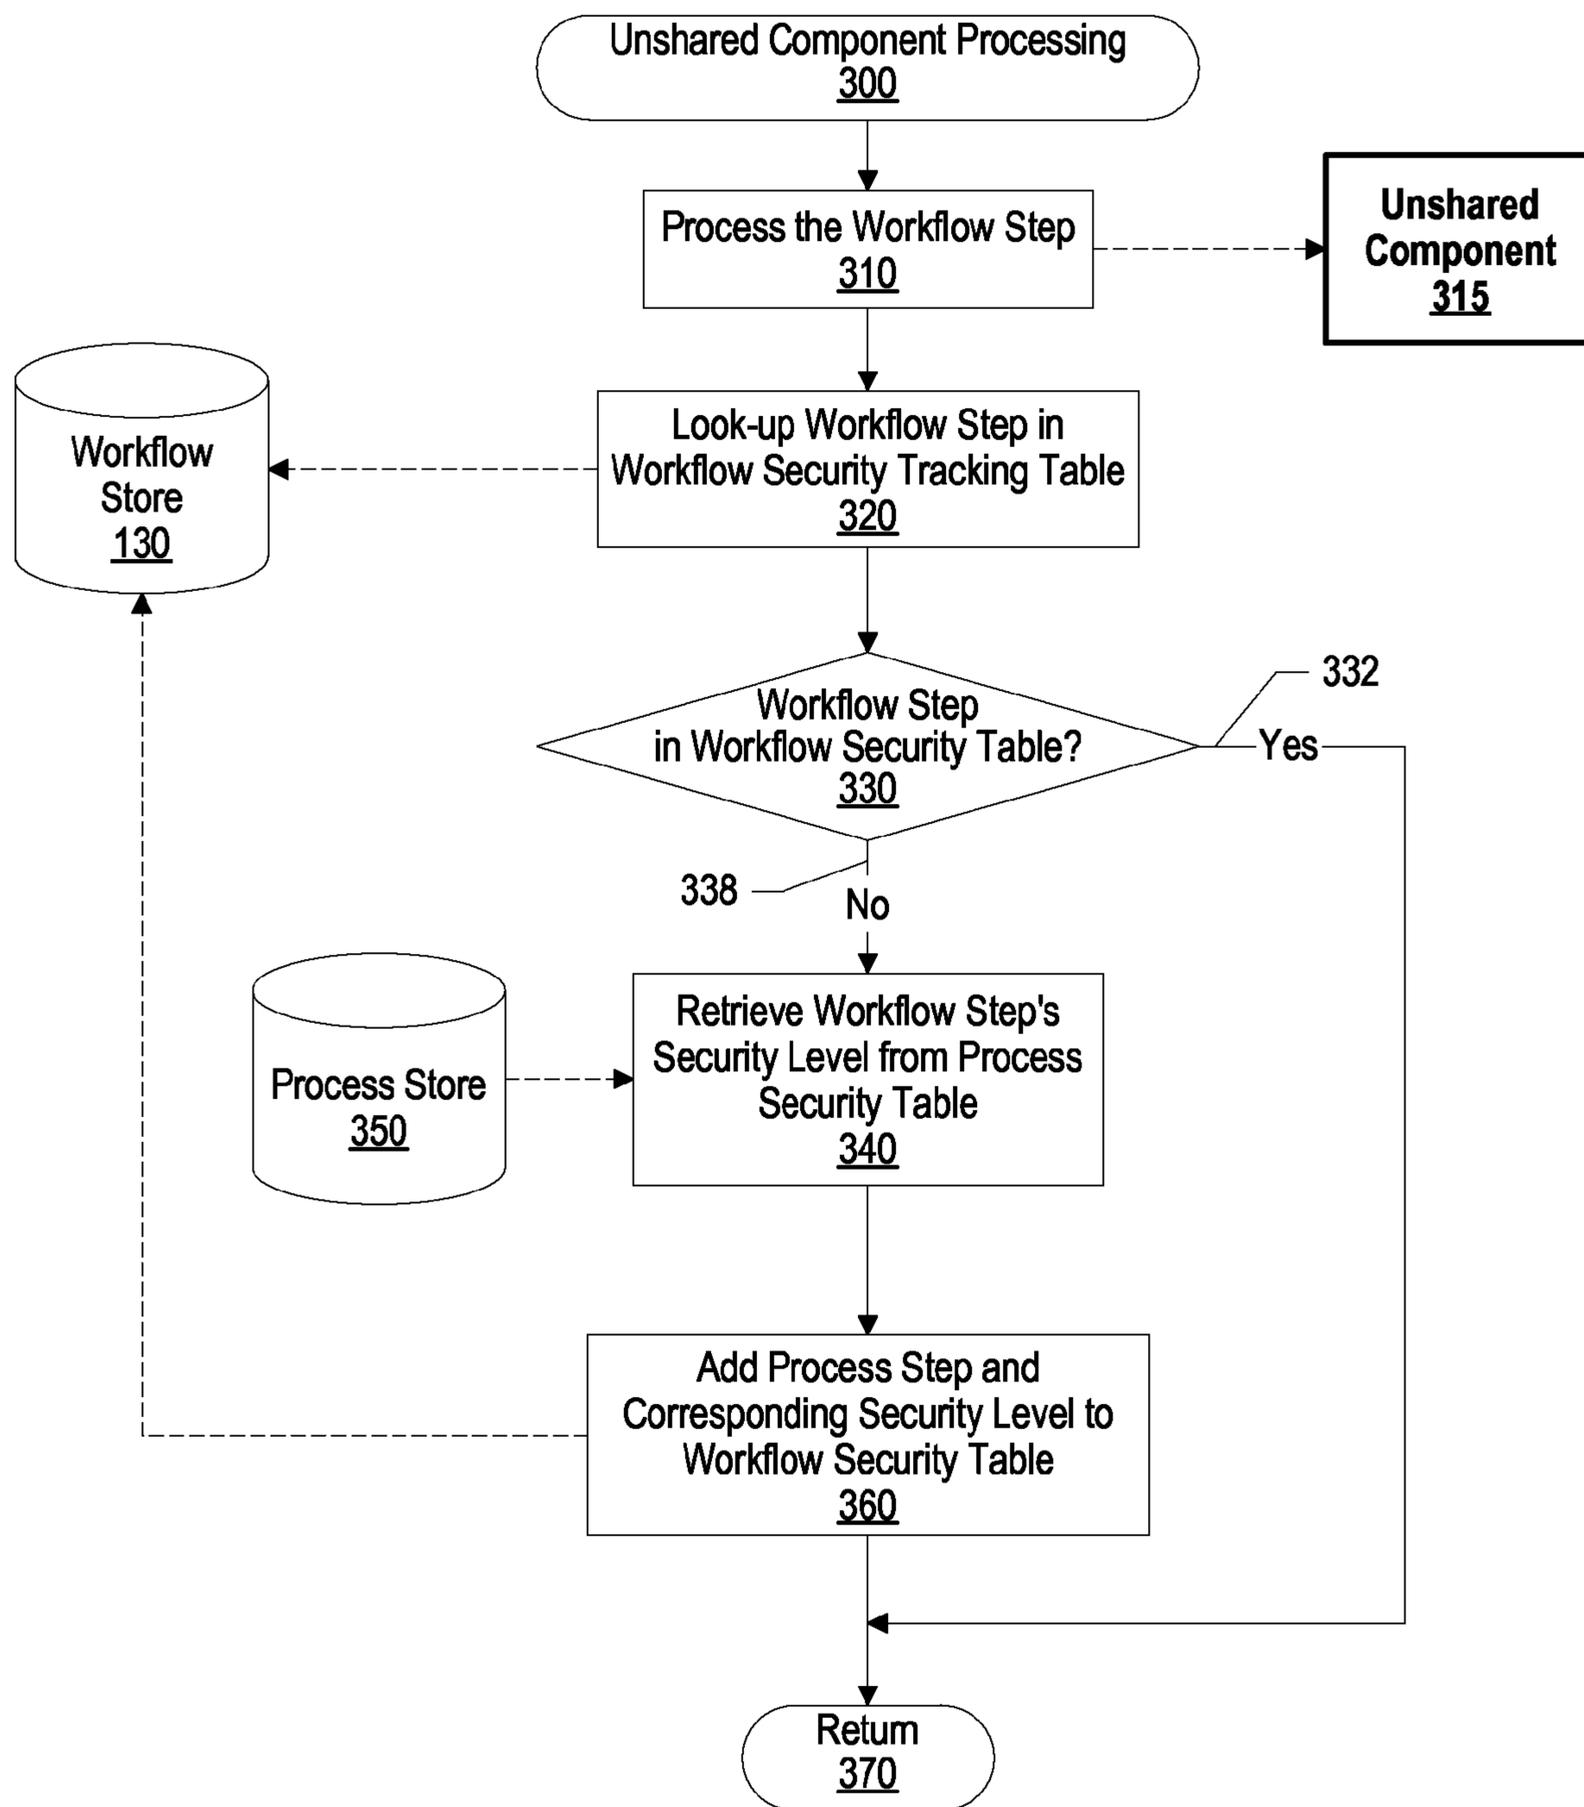 Unshared Component Processing
300
Process the Workflow Step
310
Unshared
Component
315
Look-up Workflow Step in
Workflow Security Tracking Table
320
Workflow
Store
130
Workflow Step
in Workflow Security Table?
330
332
Yes
338
No
Retrieve Workflow Step's
Security Level from Process
Security Table
340
Process Store
350
Add Process Step and
Corresponding Security Level to
Workflow Security Table
360
Return
370